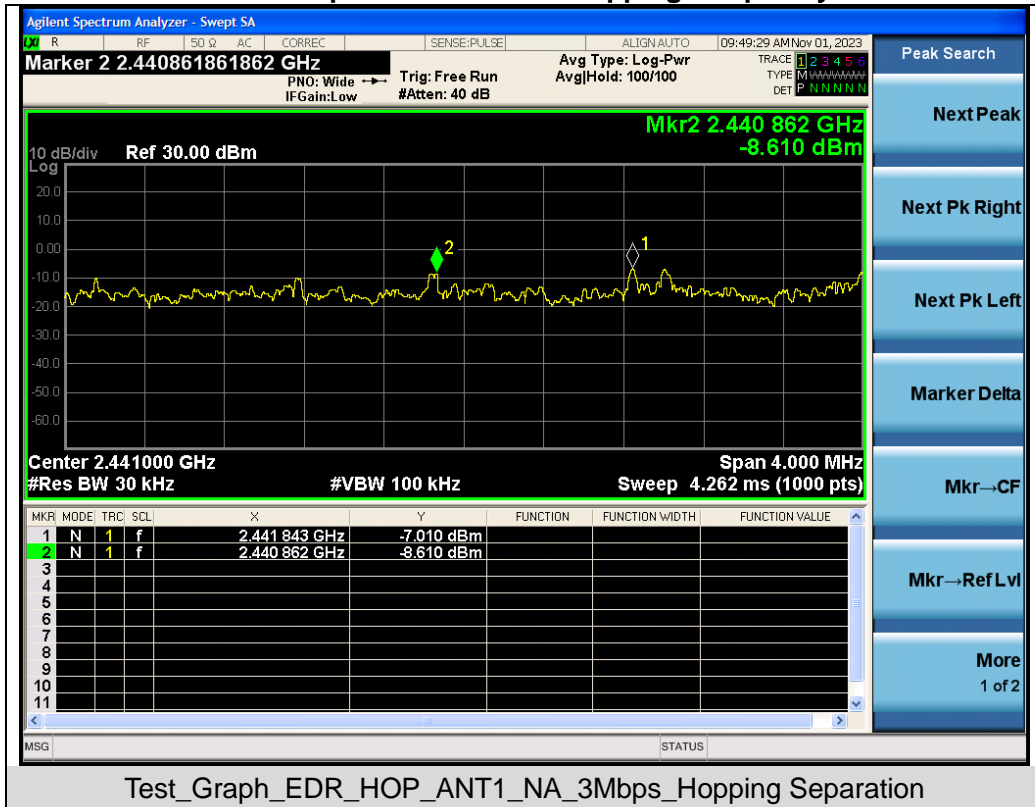 Agilent Spectrum Analyzer - Swept SA
LXI R RF 50 Ω AC CORREC SENSE:PULSE ALIGN AUTO 09:49:29 AM Nov 01, 2023
Marker 2 2.440861861862 GHz
PNO: Wide
IFGain:Low
Trig: Free Run
#Atten: 40 dB
Avg Type: Log-Pwr
Avg|Hold: 100/100
TRACE 1 2 3 4 5 6
TYPE M W W W W W
DET P N N N N N
Peak Search
Mkr2 2.440 862 GHz
-8.610 dBm
10 dB/div Ref 30.00 dBm
Log
20.0
10.0
0.00
-10.0
-20.0
-30.0
-40.0
-50.0
-60.0
2
1
Center 2.441000 GHz Span 4.000 MHz
#Res BW 30 kHz #VBW 100 kHz Sweep 4.262 ms (1000 pts)
MKR MODE TRC SCL X Y FUNCTION FUNCTION WIDTH FUNCTION VALUE
1 N 1 f 2.441 843 GHz -7.010 dBm
2 N 1 f 2.440 862 GHz -8.610 dBm
3
4
5
6
7
8
9
10
11
MSG STATUS
Next Peak
Next Pk Right
Next Pk Left
Marker Delta
Mkr→CF
Mkr→Ref Lvl
More
1 of 2
Test_Graph_EDR_HOP_ANT1_NA_3Mbps_Hopping Separation